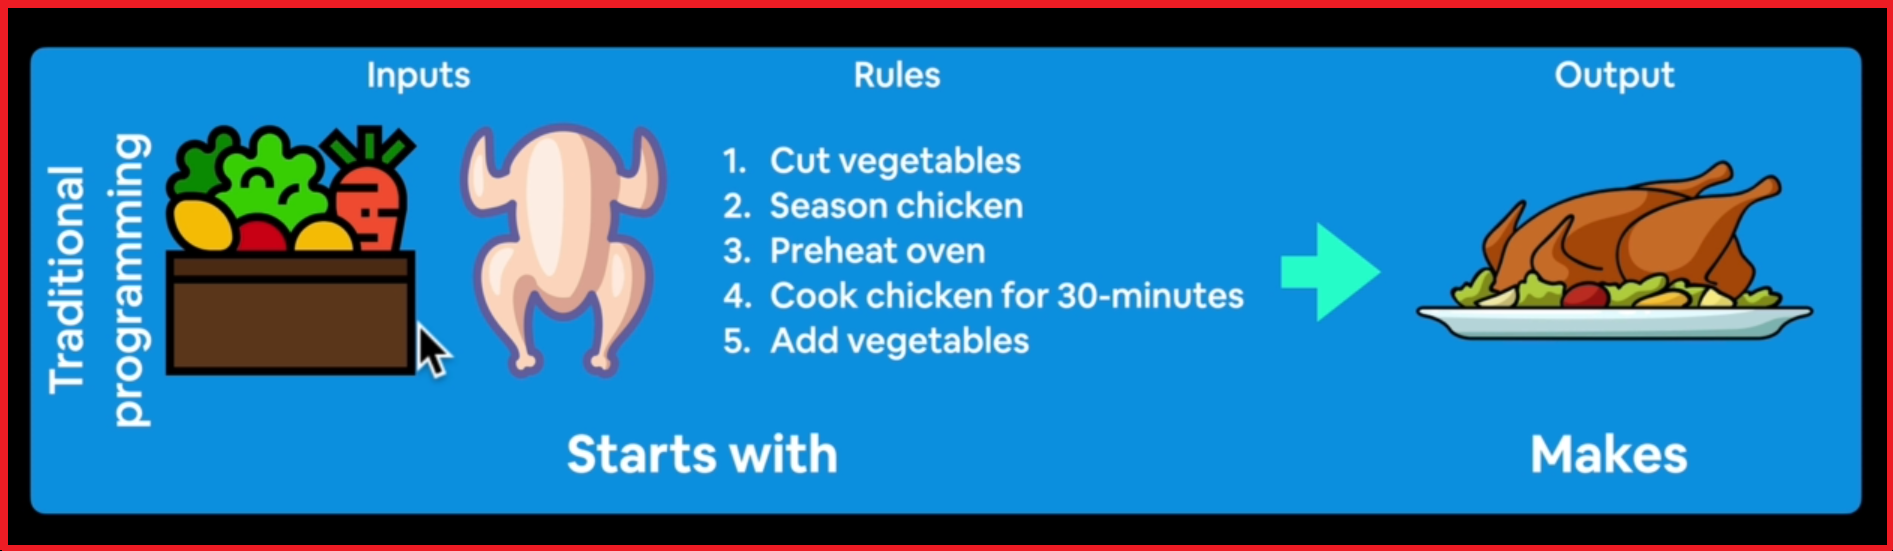 Inputs
Rules
Output
Traditional
programming
1. Cut vegetables
2. Season chicken
3. Preheat oven
4. Cook chicken for 30-minutes
5. Add vegetables
Starts with
Makes